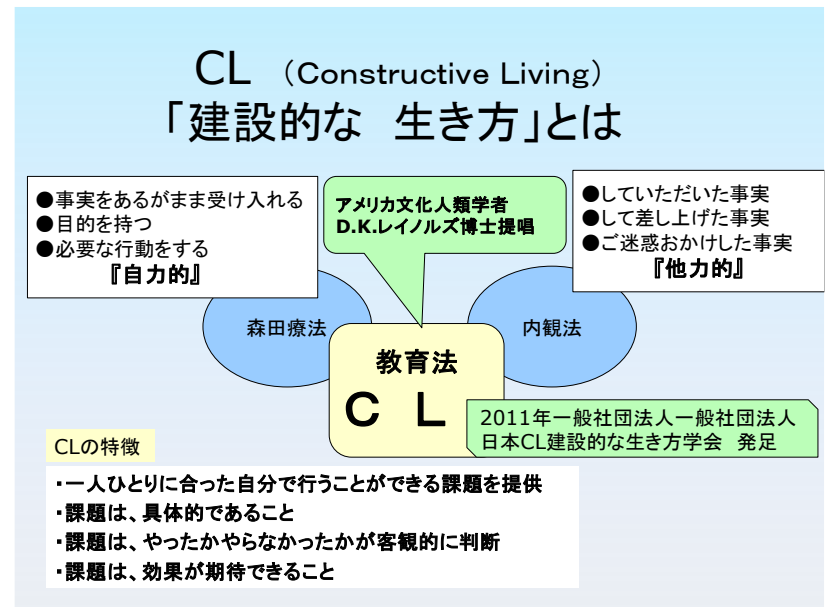 CL （Constructive Living）
「建設的な　生き方」とは
●事実をあるがまま受け入れる
●目的を持つ
●必要な行動をする
『自力的』
アメリカ文化人類学者
D.K.レイノルズ博士提唱
●していただいた事実
●して差し上げた事実
●ご迷惑おかけした事実
『他力的』
森田療法
内観法
教育法
ＣＬ
2011年一般社団法人一般社団法人
日本CL建設的な生き方学会　発足
CLの特徴
・一人ひとりに合った自分で行うことができる課題を提供
・課題は、具体的であること
・課題は、やったかやらなかったかが客観的に判断
・課題は、効果が期待できること